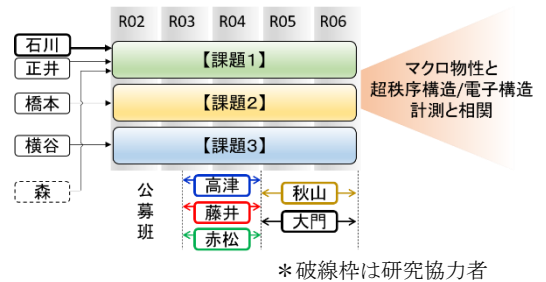 R02 R03 R04 R05 R06
石川
正井
橋本
横谷
森
【課題1】
【課題2】
【課題3】
マクロ物性と
超秩序構造/電子構造
計測と相関
公募班
高津
藤井
赤松
秋山
大門
＊破線枠は研究協力者